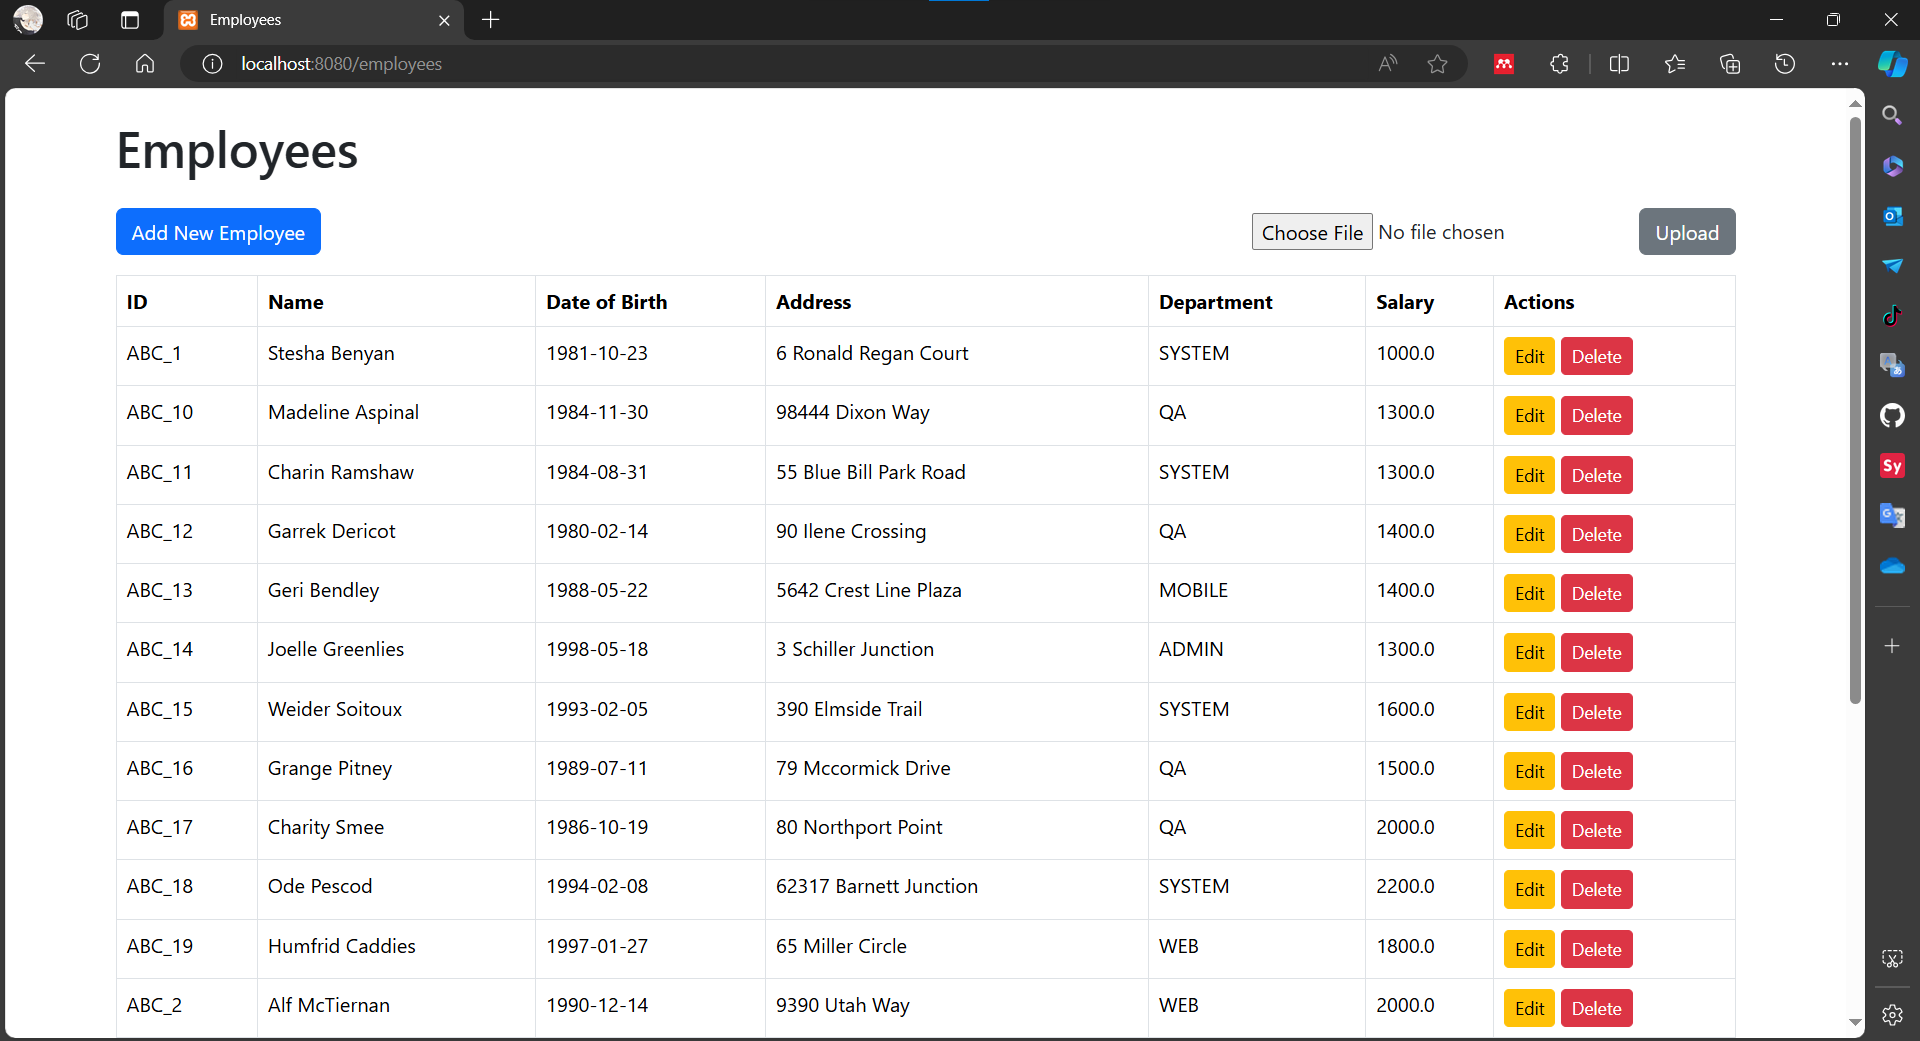 Employees
localhost:8080/employees
Employees
Add New Employee Choose File No file chosen Upload
ID Name Date of Birth Address Department Salary Actions
ABC_1 Stesha Benyan 1981-10-23 6 Ronald Regan Court SYSTEM 1000.0 Edit Delete
ABC_10 Madeline Aspinal 1984-11-30 98444 Dixon Way QA 1300.0 Edit Delete
ABC_11 Charin Ramshaw 1984-08-31 55 Blue Bill Park Road SYSTEM 1300.0 Edit Delete
ABC_12 Garrek Dericot 1980-02-14 90 Ilene Crossing QA 1400.0 Edit Delete
ABC_13 Geri Bendley 1988-05-22 5642 Crest Line Plaza MOBILE 1400.0 Edit Delete
ABC_14 Joelle Greenlies 1998-05-18 3 Schiller Junction ADMIN 1300.0 Edit Delete
ABC_15 Weider Soitoux 1993-02-05 390 Elmside Trail SYSTEM 1600.0 Edit Delete
ABC_16 Grange Pitney 1989-07-11 79 Mccormick Drive QA 1500.0 Edit Delete
ABC_17 Charity Smee 1986-10-19 80 Northport Point QA 2000.0 Edit Delete
ABC_18 Ode Pescod 1994-02-08 62317 Barnett Junction SYSTEM 2200.0 Edit Delete
ABC_19 Humfrid Caddies 1997-01-27 65 Miller Circle WEB 1800.0 Edit Delete
ABC_2 Alf McTiernan 1990-12-14 9390 Utah Way WEB 2000.0 Edit Delete
Sy